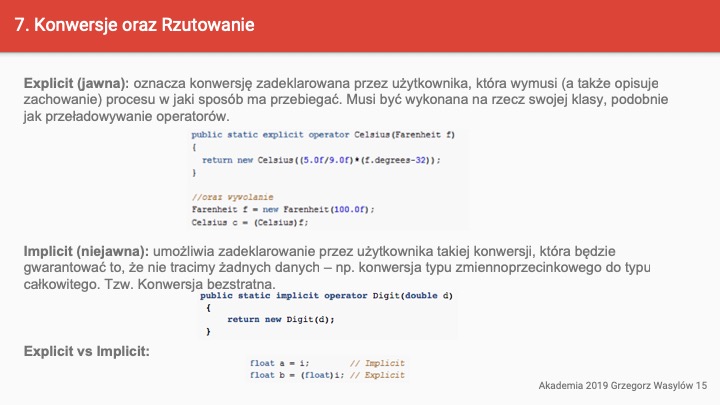 7. Konwersje oraz Rzutowanie
Explicit (jawna): oznacza konwersję zadeklarowana przez użytkownika, która wymusi (a także opisuje
zachowanie) procesu w jaki sposób ma przebiegać. Musi być wykonana na rzecz swojej klasy, podobnie
jak przeładowywanie operatorów.
public static explicit operator Celsius(Farenheit f)
{
return new Celsius((5.0f/9.0f)*(f.degrees-32));
}
//oraz wywolanie
Farenheit f = new Farenheit(100.0f);
Celsius c = (Celsius)f;
Implicit (niejawna): umożliwia zadeklarowanie przez użytkownika takiej konwersji, która będzie
gwarantować to, że nie tracimy żadnych danych – np. konwersja typu zmiennoprzecinkowego do typu
całkowitego. Tzw. Konwersja bezstratna.
public static implicit operator Digit(double d)
{
return new Digit(d);
}
Explicit vs Implicit:
float a = i; // Implicit
float b = (float)i; // Explicit
Akademia 2019 Grzegorz Wasylów 15